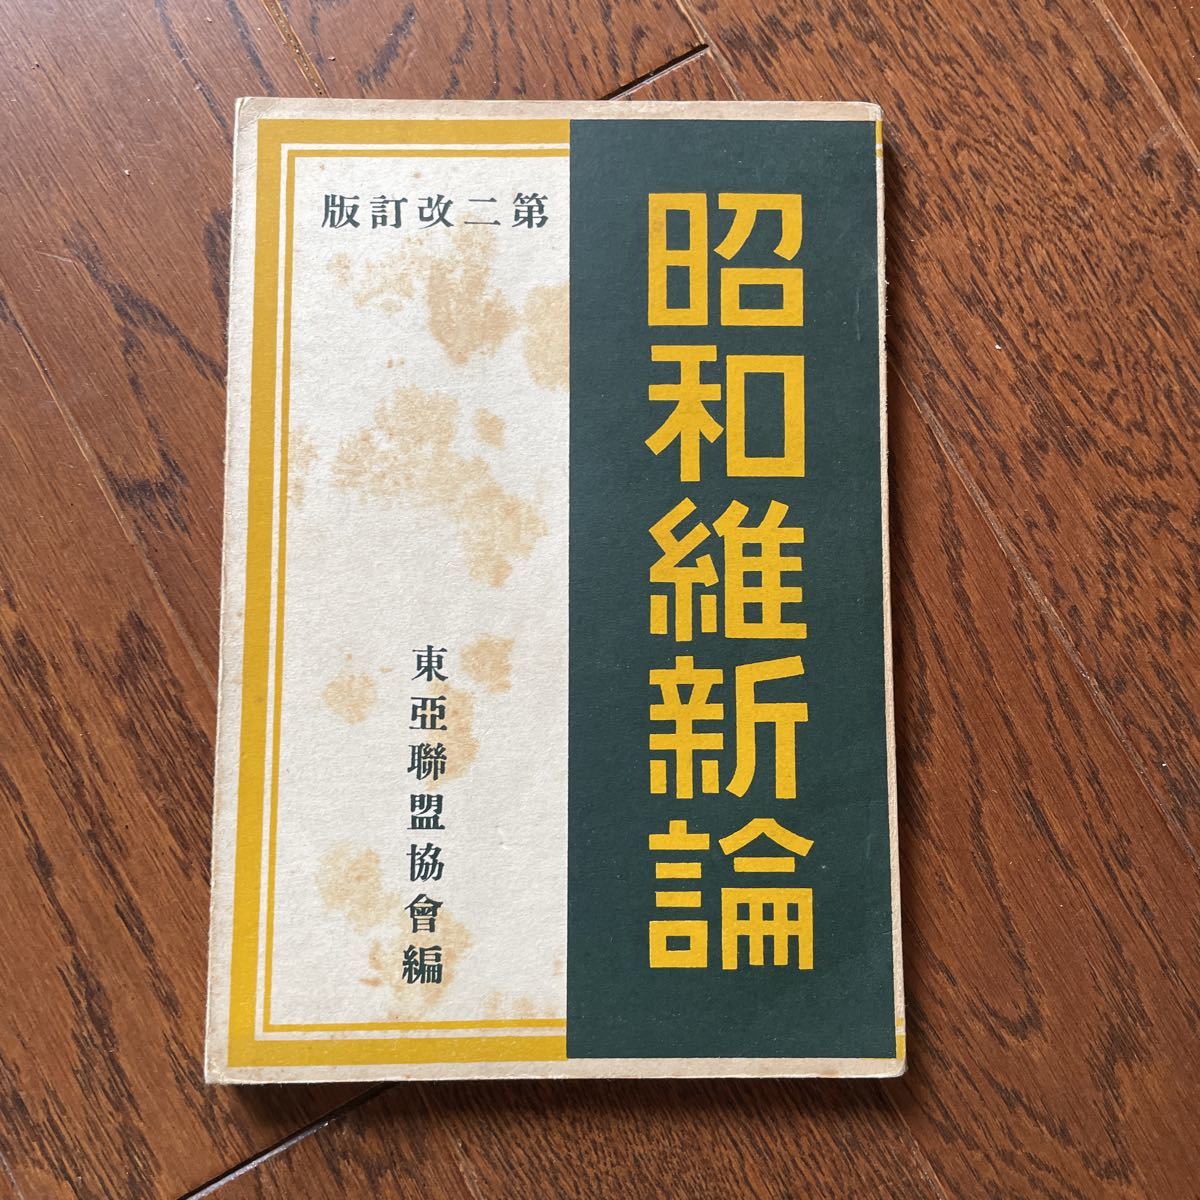 昭和維新論
第二改訂版
東亞聯盟協會編